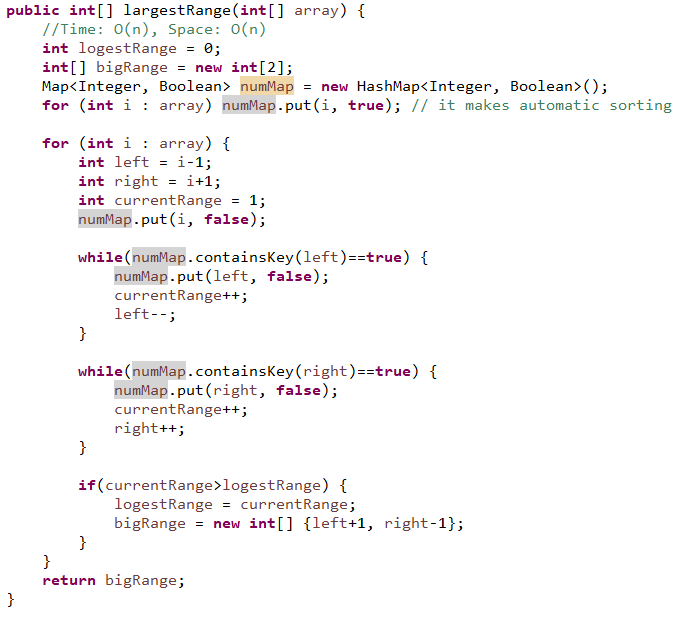 public int[] largestRange(int[] array) {
    //Time: O(n), Space: O(n)
    int logestRange = 0;
    int[] bigRange = new int[2];
    Map<Integer, Boolean> numMap = new HashMap<Integer, Boolean>();
    for (int i : array) numMap.put(i, true); // it makes automatic sorting
    for (int i : array) {
        int left = i-1;
        int right = i+1;
        int currentRange = 1;
        numMap.put(i, false);
        while(numMap.containsKey(left)==true) {
            numMap.put(left, false);
            currentRange++;
            left--;
        }
        while(numMap.containsKey(right)==true) {
            numMap.put(right, false);
            currentRange++;
            right++;
        }
        if(currentRange>logestRange) {
            logestRange = currentRange;
            bigRange = new int[] {left+1, right-1};
        }
    }
    return bigRange;
}